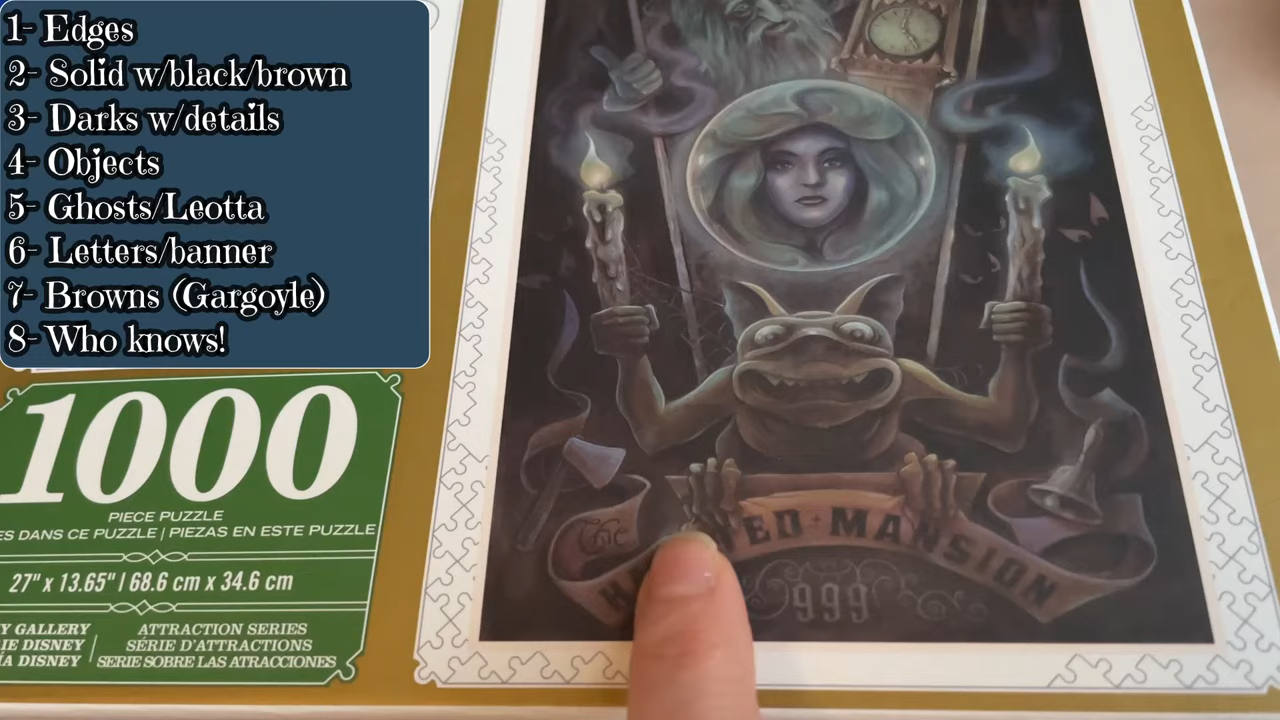 1- Edges
2- Solid w/black/brown
3- Darks w/details
4- Objects
5- Ghosts/Leotta
6- Letters/banner
7- Browns (Gargoyle)
8- Who knows!
1000
PIECE PUZZLE
ES DANS CE PUZZLE | PIEZAS EN ESTE PUZZLE
27" x 13.65" | 68.6 cm x 34.6 cm
Y GALLERY
IE DISNEY
ÍA DISNEY
ATTRACTION SERIES
SÉRIE D'ATTRACTIONS
SERIE SOBRE LAS ATRACCIONES
The
H TED · MANSION
999